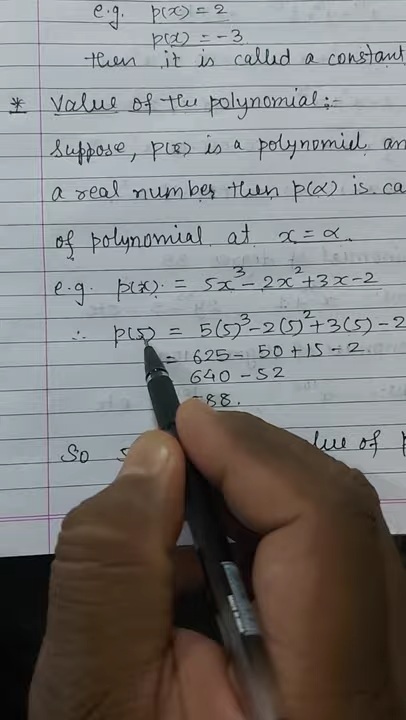 e.g. p(x) = 2
p(x) = -3
then it is called a constant
* Value of the polynomial:-
Suppose, p(x) is a polynomial an
a real number then p(α) is ca
of polynomial at x = α.
e.g. p(x) = 5x³ - 2x² + 3x - 2
∴ p(5) = 5(5)³ - 2(5)² + 3(5) - 2
= 625 - 50 + 15 - 2
640 - 52
588.
So of